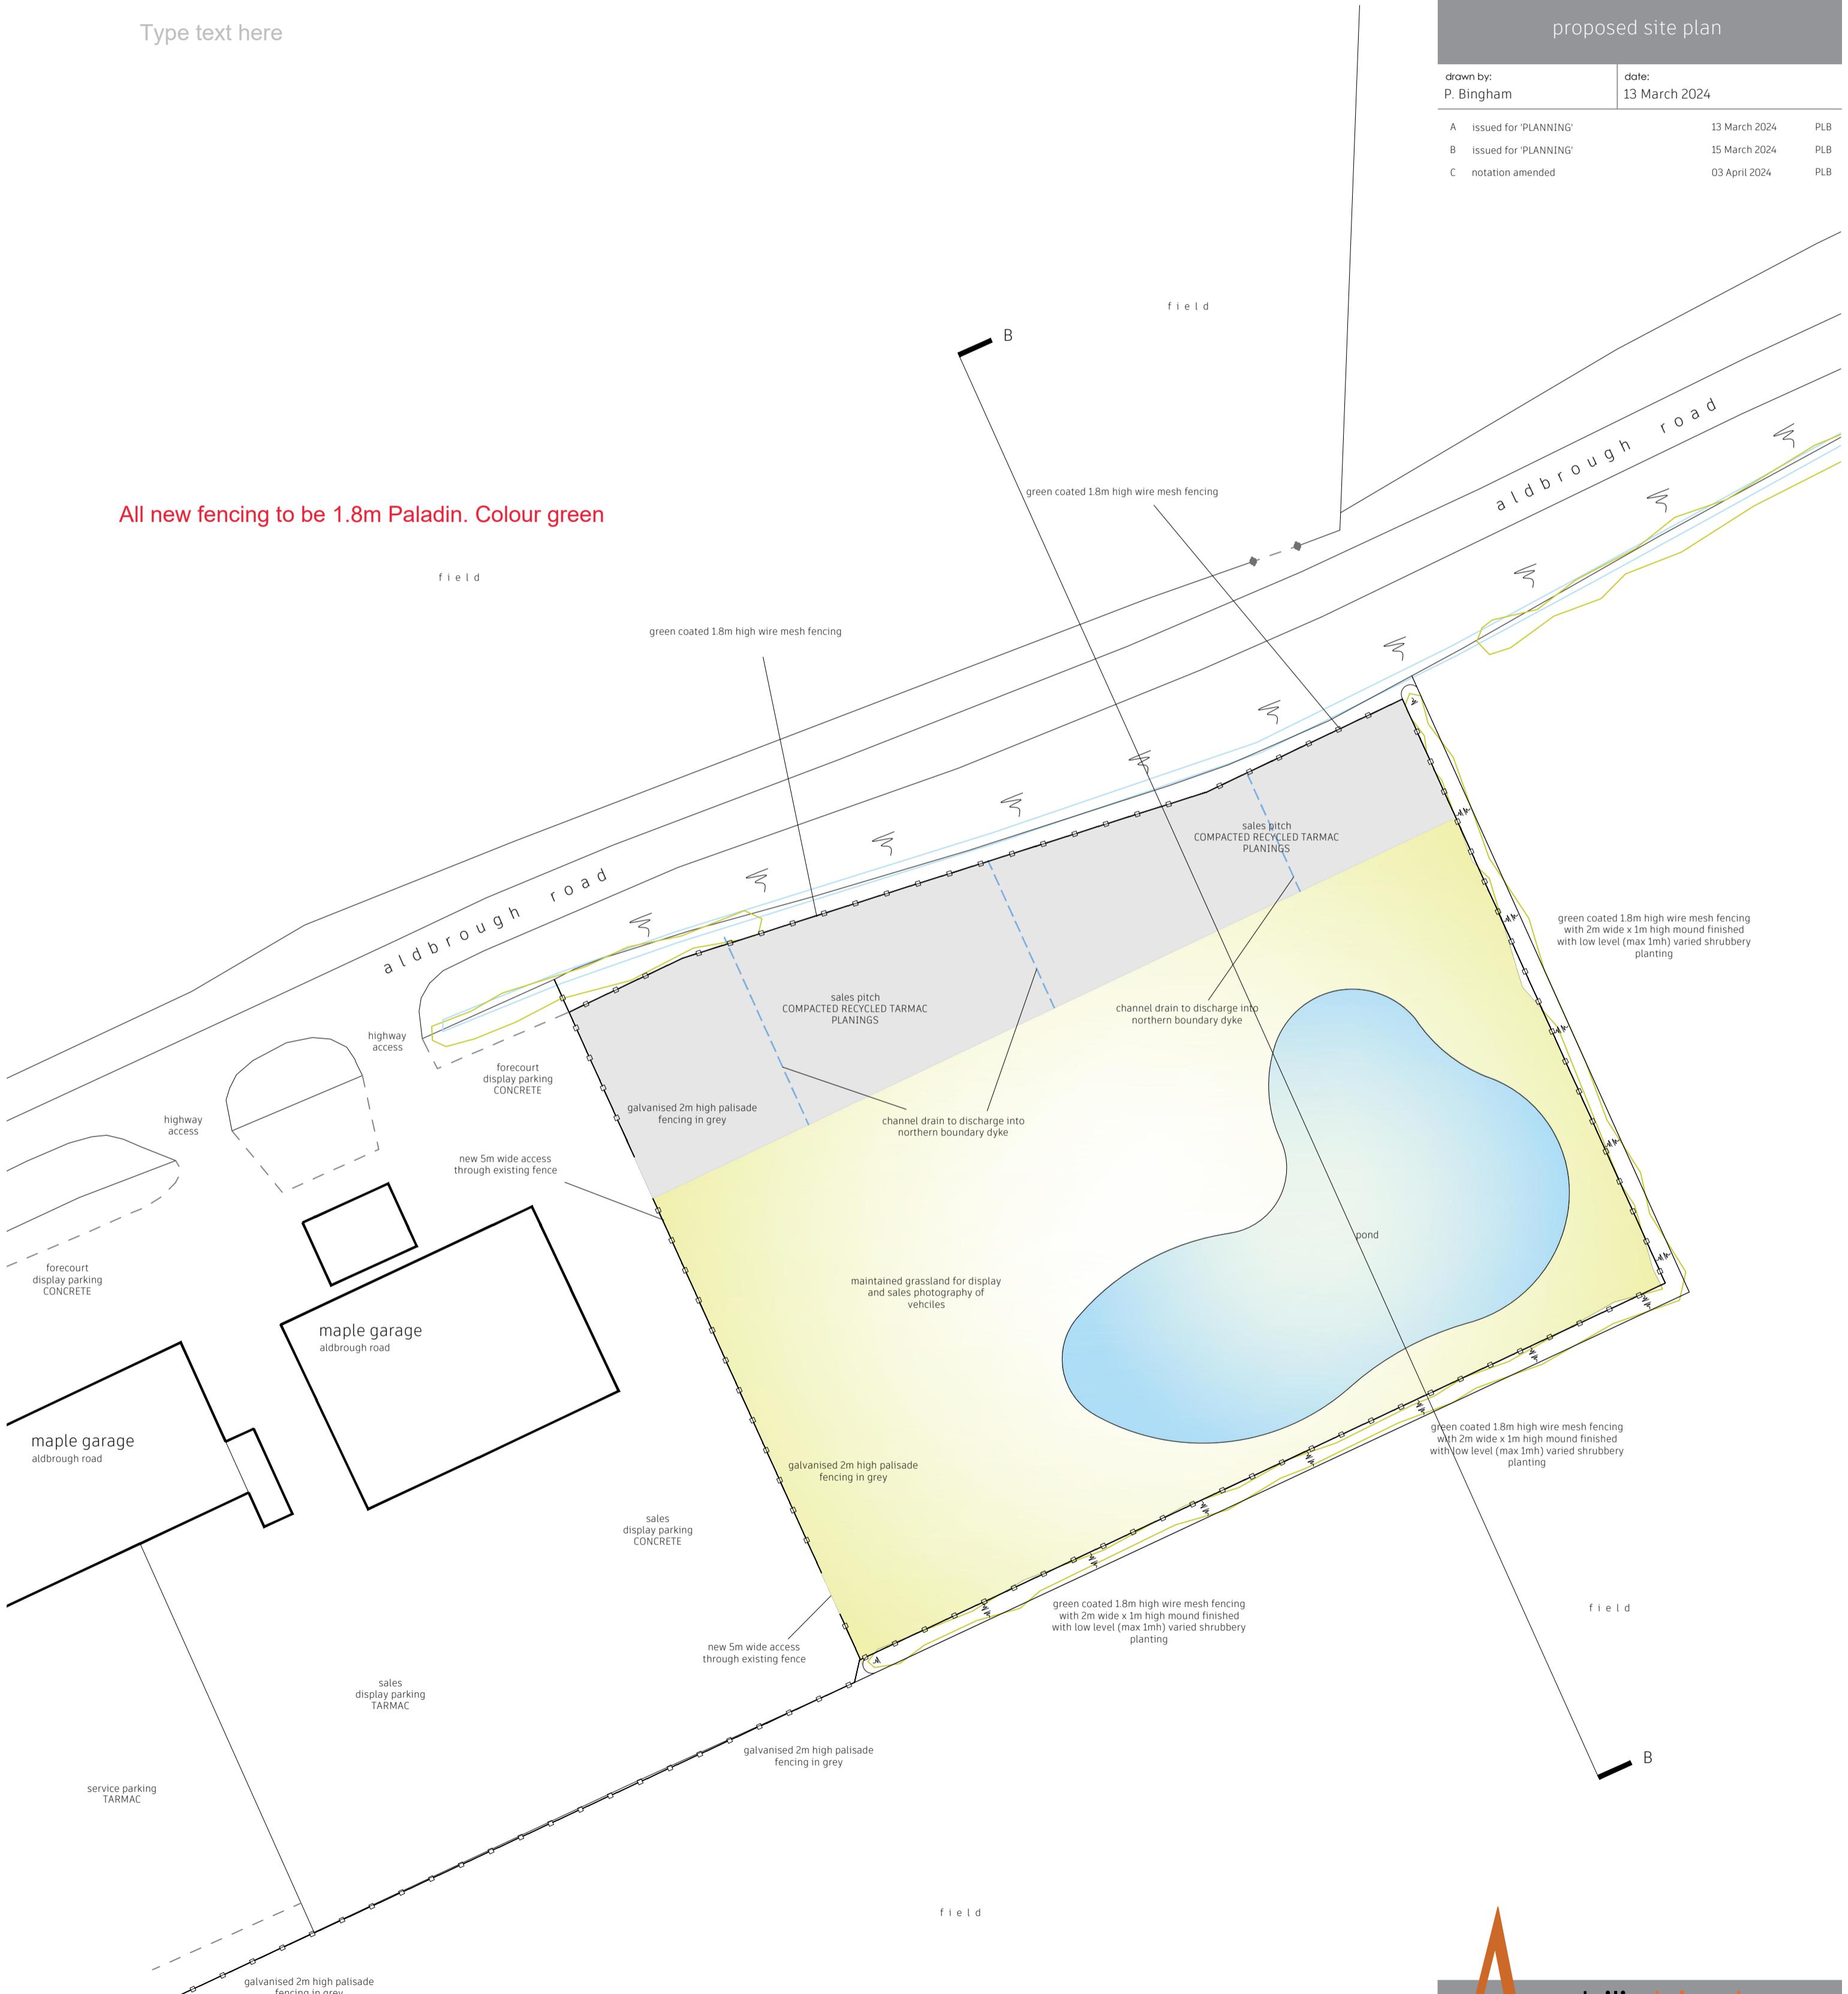 Type text here
proposed site plan
drawn by:
P. Bingham
date:
13 March 2024
A issued for 'PLANNING' 13 March 2024 PLB
B issued for 'PLANNING' 15 March 2024 PLB
C notation amended 03 April 2024 PLB
field
B
aldbrough road
green coated 1.8m high wire mesh fencing
All new fencing to be 1.8m Paladin. Colour green
field
green coated 1.8m high wire mesh fencing
sales pitch
COMPACTED RECYCLED TARMAC
PLANINGS
aldbrough road
green coated 1.8m high wire mesh fencing
with 2m wide x 1m high mound finished
with low level (max 1mh) varied shrubbery
planting
sales pitch
COMPACTED RECYCLED TARMAC
PLANINGS
channel drain to discharge into
northern boundary dyke
highway
access
forecourt
display parking
CONCRETE
galvanised 2m high palisade
fencing in grey
channel drain to discharge into
northern boundary dyke
highway
access
new 5m wide access
through existing fence
pond
forecourt
display parking
CONCRETE
maintained grassland for display
and sales photography of
vehciles
maple garage
aldbrough road
maple garage
aldbrough road
green coated 1.8m high wire mesh fencing
with 2m wide x 1m high mound finished
with low level (max 1mh) varied shrubbery
planting
galvanised 2m high palisade
fencing in grey
sales
display parking
CONCRETE
green coated 1.8m high wire mesh fencing
with 2m wide x 1m high mound finished
with low level (max 1mh) varied shrubbery
planting
field
new 5m wide access
through existing fence
sales
display parking
TARMAC
galvanised 2m high palisade
fencing in grey
B
service parking
TARMAC
field
galvanised 2m high palisade
fencing in grey